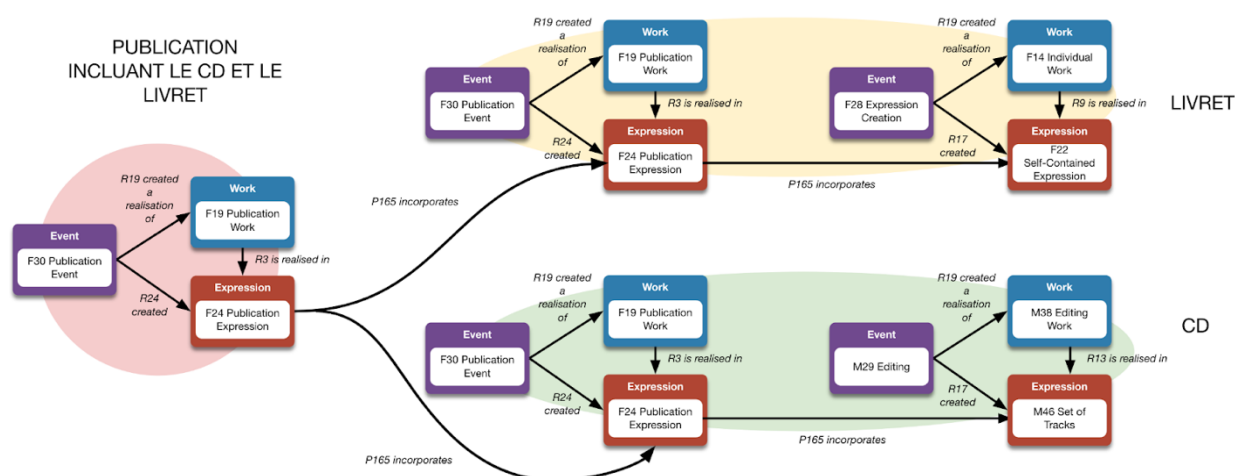 PUBLICATION
INCLUANT LE CD ET LE
LIVRET
R19 created
a
realisation
of
Work
F19 Publication
Work
Event
F30 Publication
Event
R3 is realised in
R24
created
Expression
F24 Publication
Expression
P165 incorporates
P165 incorporates
R19 created
a
realisation
of
Work
F19 Publication
Work
Event
F30 Publication
Event
R3 is realised in
R24
created
Expression
F24 Publication
Expression
P165 incorporates
R19 created
a
realisation
of
Work
F14 Individual
Work
Event
F28 Expression
Creation
R9 is realised in
R17
created
Expression
F22
Self-Contained
Expression
LIVRET
R19 created
a
realisation
of
Work
F19 Publication
Work
Event
F30 Publication
Event
R3 is realised in
R24
created
Expression
F24 Publication
Expression
P165 incorporates
R19 created
a
realisation
of
Work
M38 Editing
Work
Event
M29 Editing
R13 is realised in
R17
created
Expression
M46 Set of
Tracks
CD